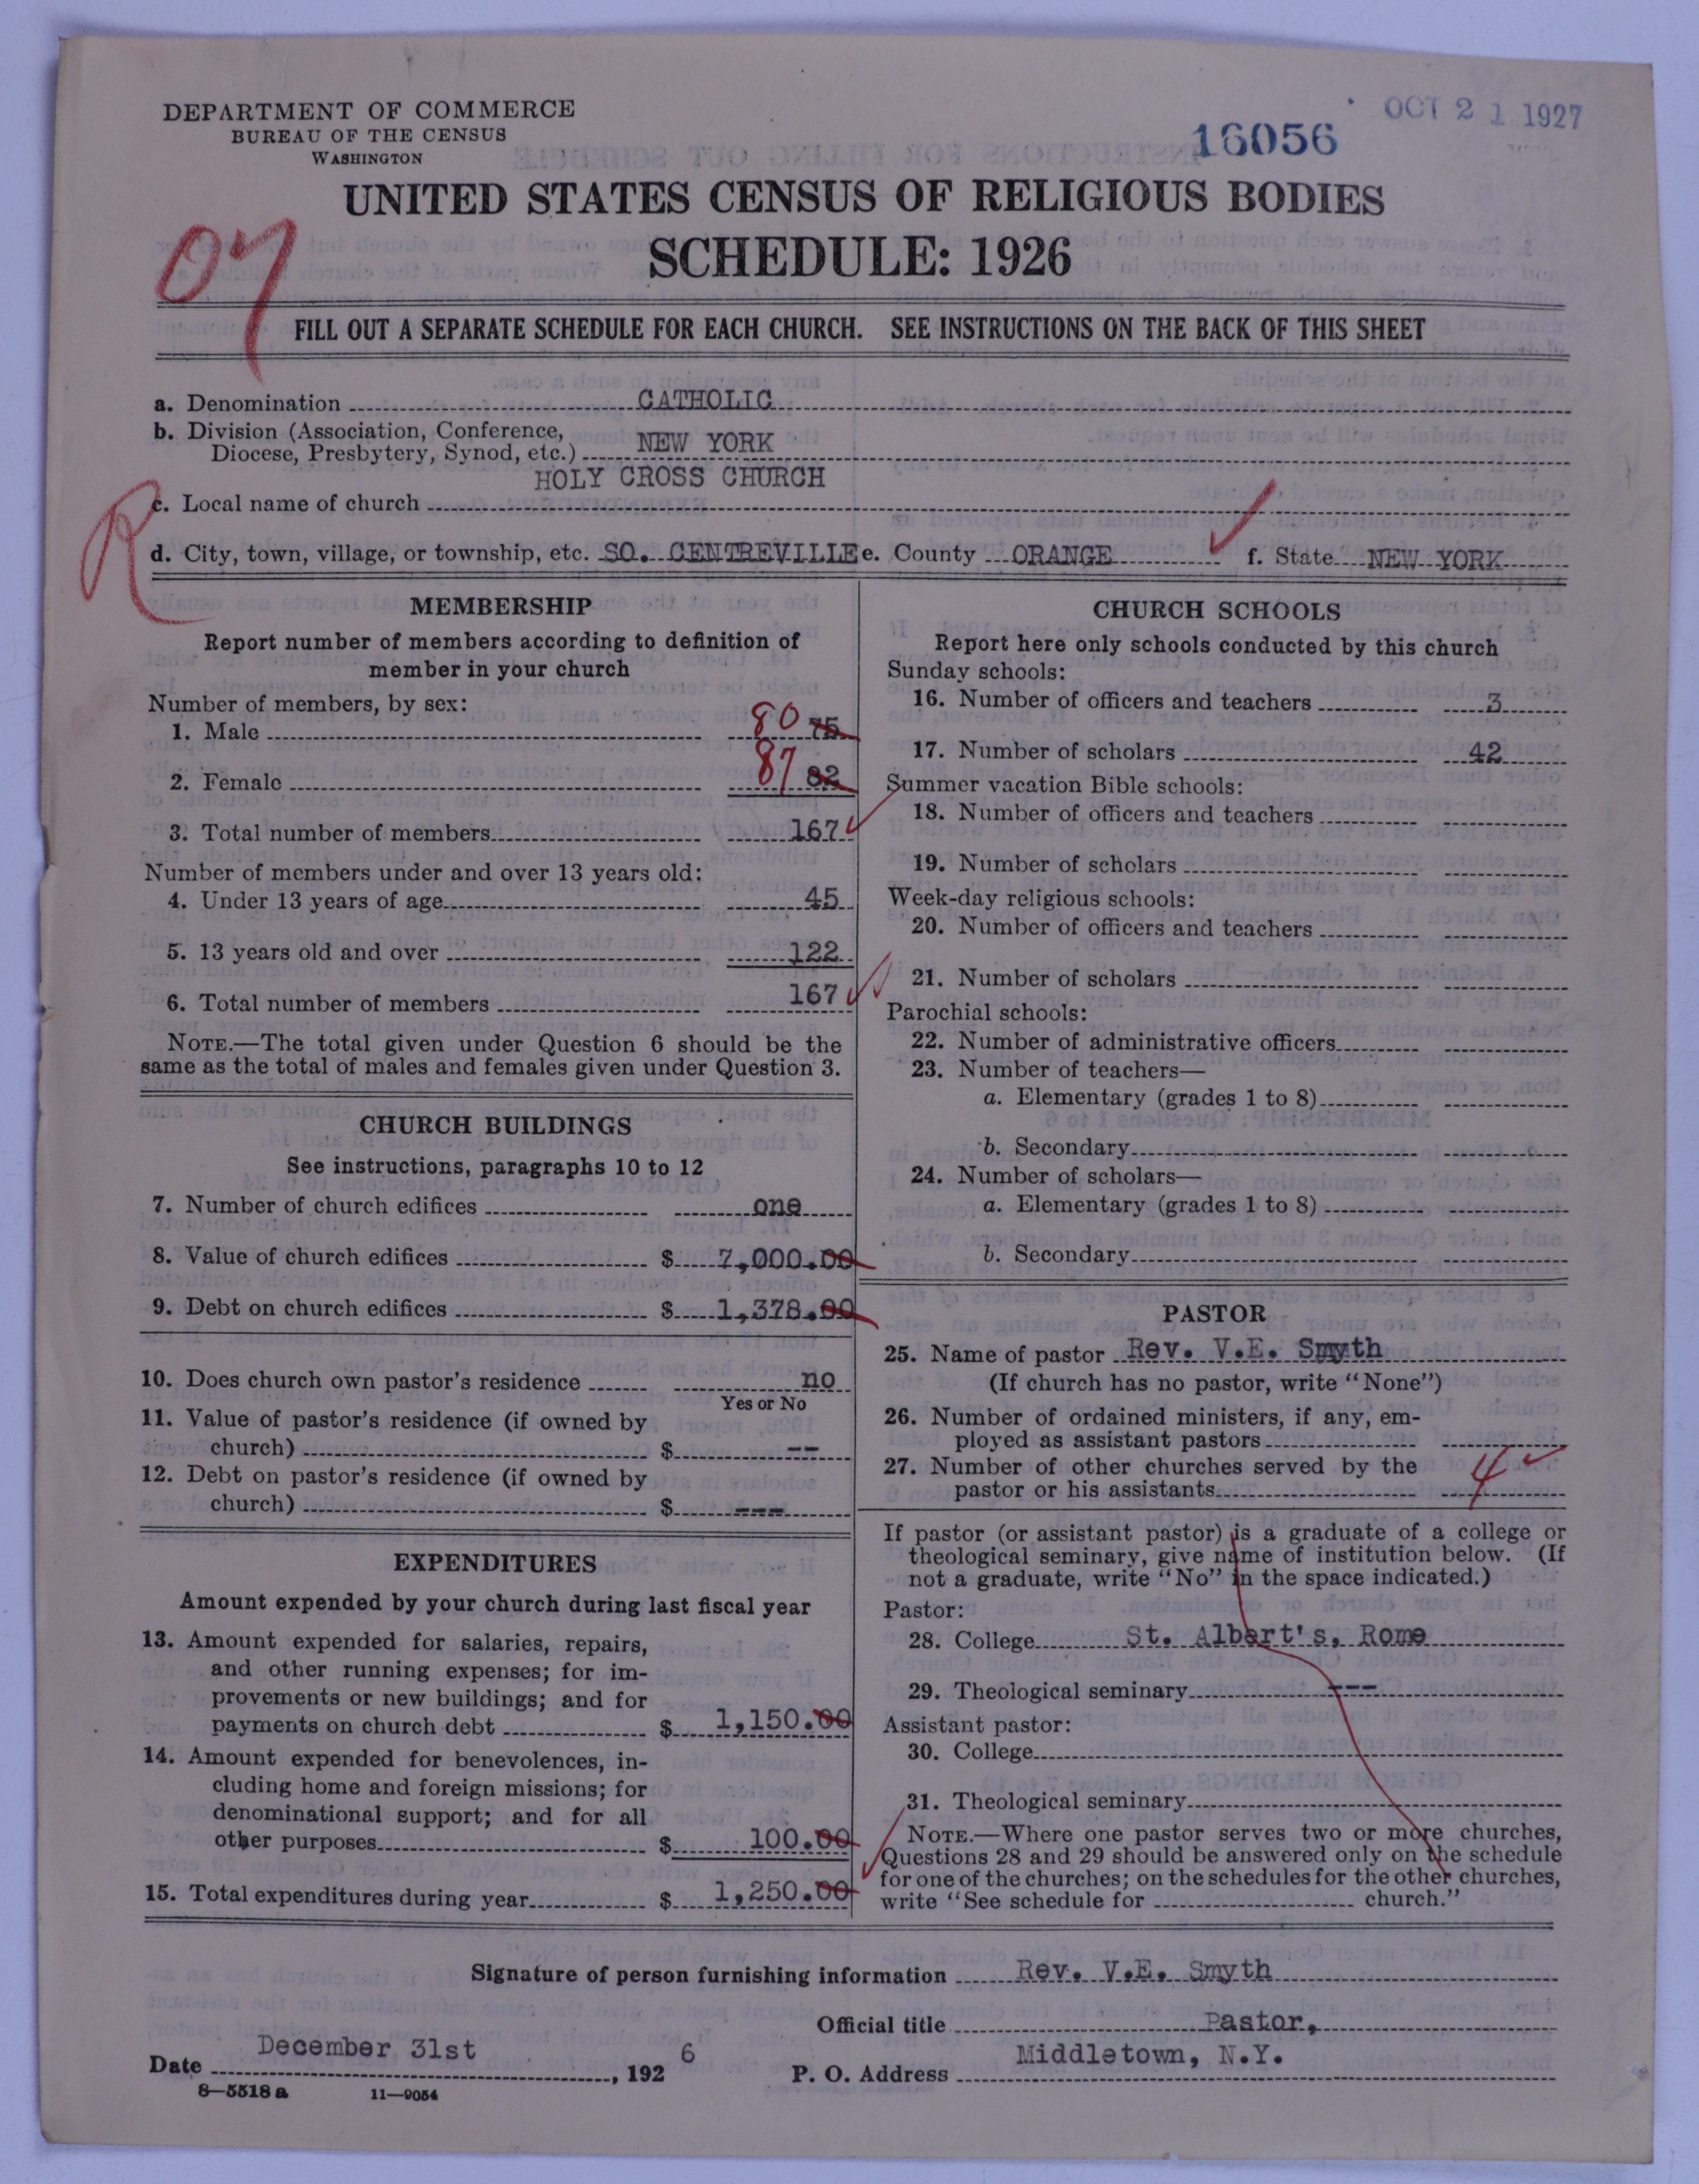 DEPARTMENT OF COMMERCE
BUREAU OF THE CENSUS
WASHINGTON
16056
OCT 21 1927
UNITED STATES CENSUS OF RELIGIOUS BODIES
SCHEDULE: 1926
07
FILL OUT A SEPARATE SCHEDULE FOR EACH CHURCH. SEE INSTRUCTIONS ON THE BACK OF THIS SHEET
a. Denomination CATHOLIC
b. Division (Association, Conference,
Diocese, Presbytery, Synod, etc.) NEW YORK
HOLY CROSS CHURCH
c. Local name of church
R
d. City, town, village, or township, etc. SO. CENTREVILLE e. County ORANGE f. State NEW YORK
MEMBERSHIP
Report number of members according to definition of
member in your church
Number of members, by sex:
1. Male 80 75
2. Female 87 82
3. Total number of members 167
Number of members under and over 13 years old:
4. Under 13 years of age 45
5. 13 years old and over 122
6. Total number of members 167
NOTE.—The total given under Question 6 should be the
same as the total of males and females given under Question 3.
CHURCH BUILDINGS
See instructions, paragraphs 10 to 12
7. Number of church edifices one
8. Value of church edifices $ 7,000.00
9. Debt on church edifices $ 1,378.00
10. Does church own pastor's residence no
Yes or No
11. Value of pastor's residence (if owned by
church) $ --
12. Debt on pastor's residence (if owned by
church) $ ---
EXPENDITURES
Amount expended by your church during last fiscal year
13. Amount expended for salaries, repairs,
and other running expenses; for im-
provements or new buildings; and for
payments on church debt $ 1,150.00
14. Amount expended for benevolences, in-
cluding home and foreign missions; for
denominational support; and for all
other purposes $ 100.00
15. Total expenditures during year $ 1,250.00
CHURCH SCHOOLS
Report here only schools conducted by this church
Sunday schools:
16. Number of officers and teachers 3
17. Number of scholars 42
Summer vacation Bible schools:
18. Number of officers and teachers
19. Number of scholars
Week-day religious schools:
20. Number of officers and teachers
21. Number of scholars
Parochial schools:
22. Number of administrative officers
23. Number of teachers—
a. Elementary (grades 1 to 8)
b. Secondary
24. Number of scholars—
a. Elementary (grades 1 to 8)
b. Secondary
PASTOR
25. Name of pastor Rev. V.E. Smyth
(If church has no pastor, write "None")
26. Number of ordained ministers, if any, em-
ployed as assistant pastors
27. Number of other churches served by the
pastor or his assistants 4
If pastor (or assistant pastor) is a graduate of a college or
theological seminary, give name of institution below. (If
not a graduate, write "No" in the space indicated.)
Pastor:
28. College St. Albert's, Rome
29. Theological seminary ---
Assistant pastor:
30. College
31. Theological seminary
NOTE.—Where one pastor serves two or more churches,
Questions 28 and 29 should be answered only on the schedule
for one of the churches; on the schedules for the other churches,
write "See schedule for church."
Signature of person furnishing information Rev. V.E. Smyth
Official title Pastor,
Date December 31st, 1926
P. O. Address Middletown, N.Y.
8—5518 a 11—9054